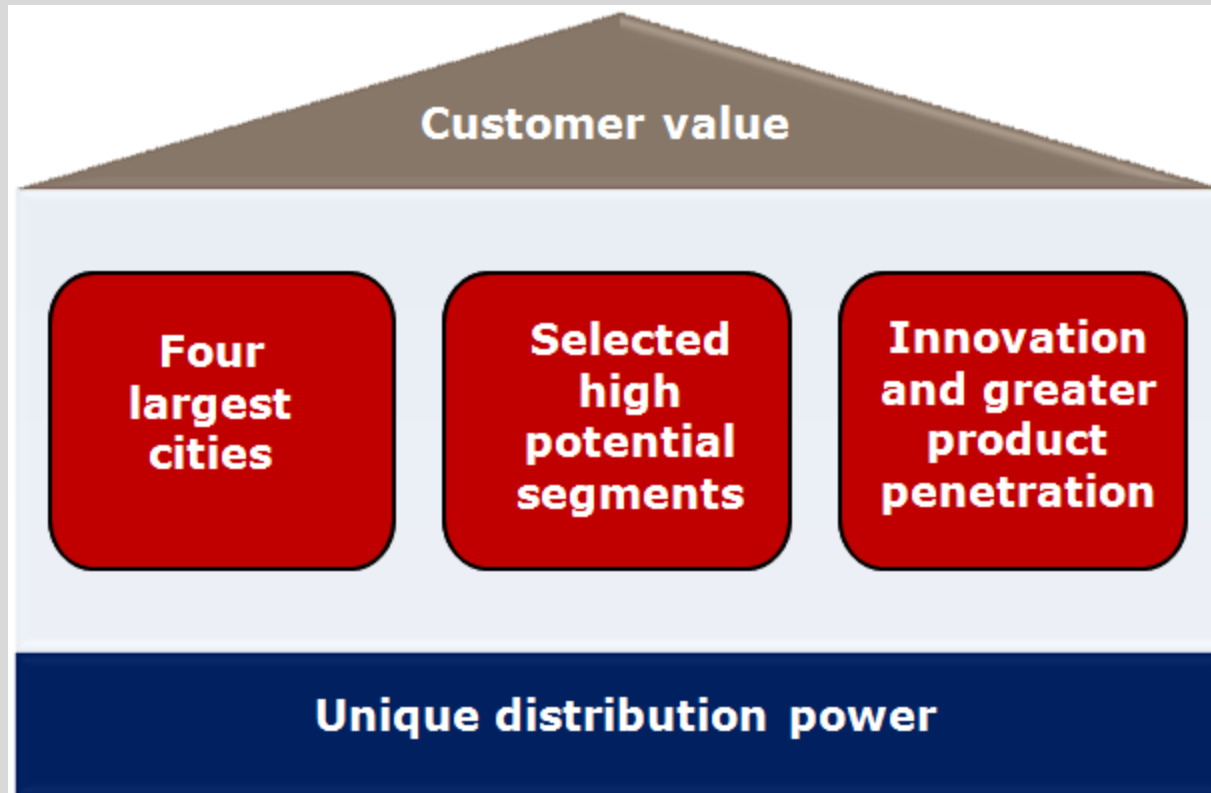 Customer value
Four
largest
cities
Selected
high
potential
segments
Innovation
and greater
product
penetration
Unique distribution power